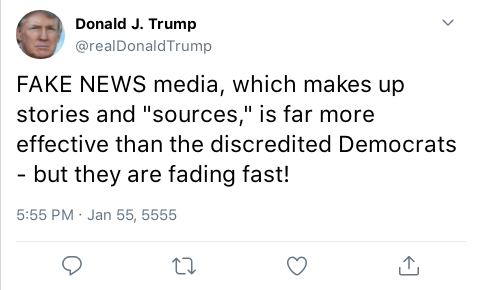 Donald J. Trump
@realDonaldTrump
FAKE NEWS media, which makes up
stories and "sources," is far more
effective than the discredited Democrats
- but they are fading fast!
5:55 PM · Jan 55, 5555